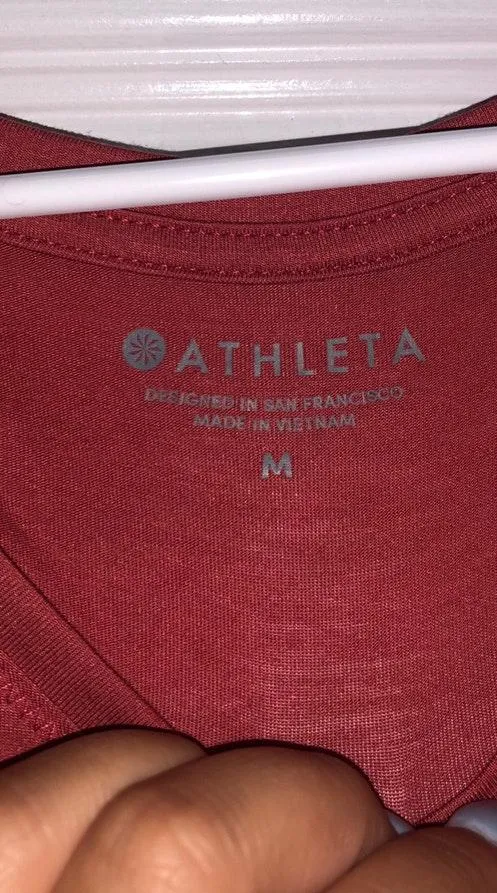 ATHLETA
DESIGNED IN SAN FRANCISCO
MADE IN VIETNAM
M